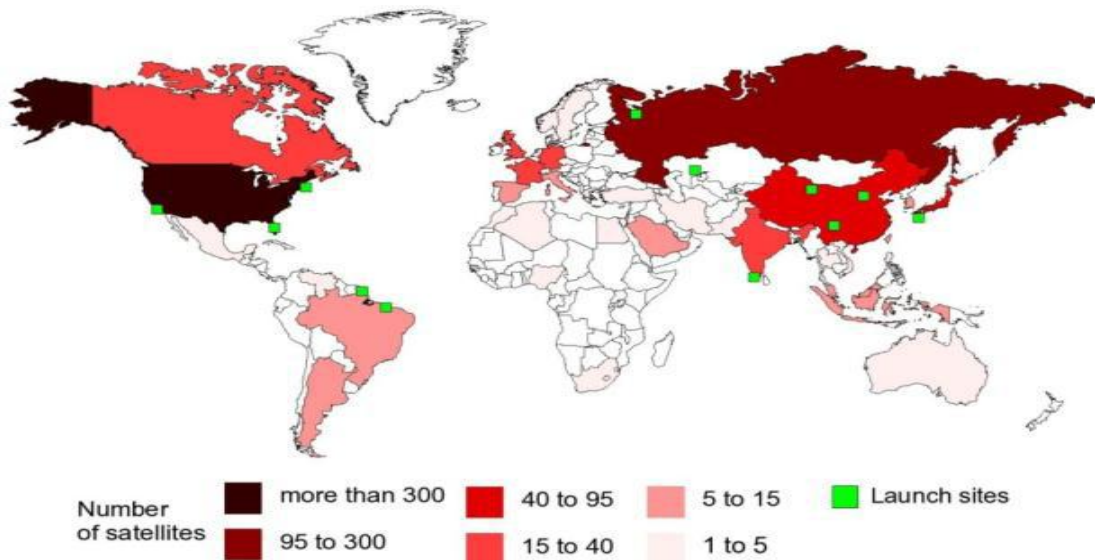 Number
of satellites
more than 300
95 to 300
40 to 95
15 to 40
5 to 15
1 to 5
Launch sites